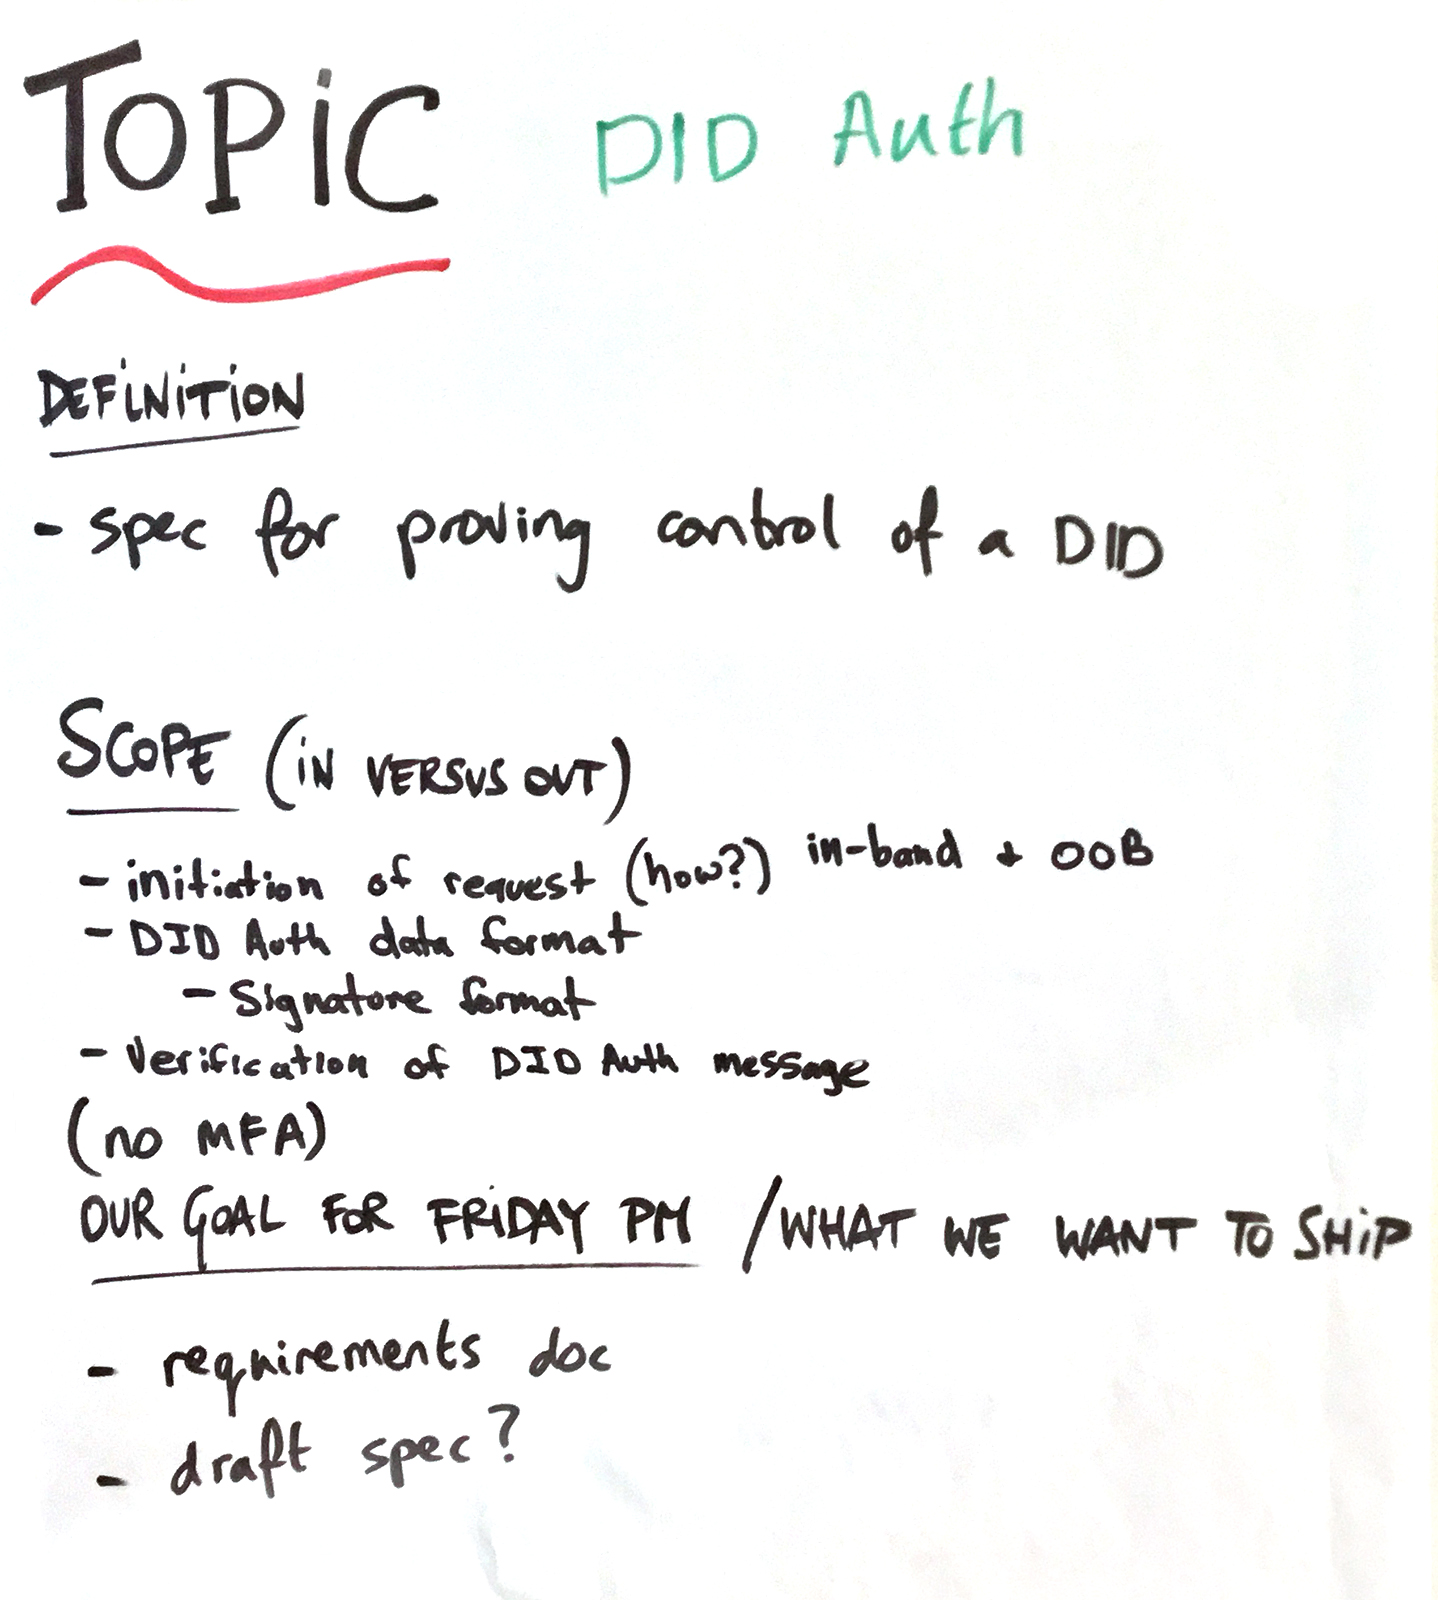 TOPiC DID Auth
DEFiNiTiON
- spec for proving control of a DID
SCOPE (iN VERSUS OUT)
- initiation of request (how?) in-band + OOB
- DID Auth data format
- Signature format
- Verification of DID Auth message
(no MFA)
OUR GOAL FOR FRiDAY PM / WHAT WE WANT TO SHiP
- requirements doc
- draft spec?